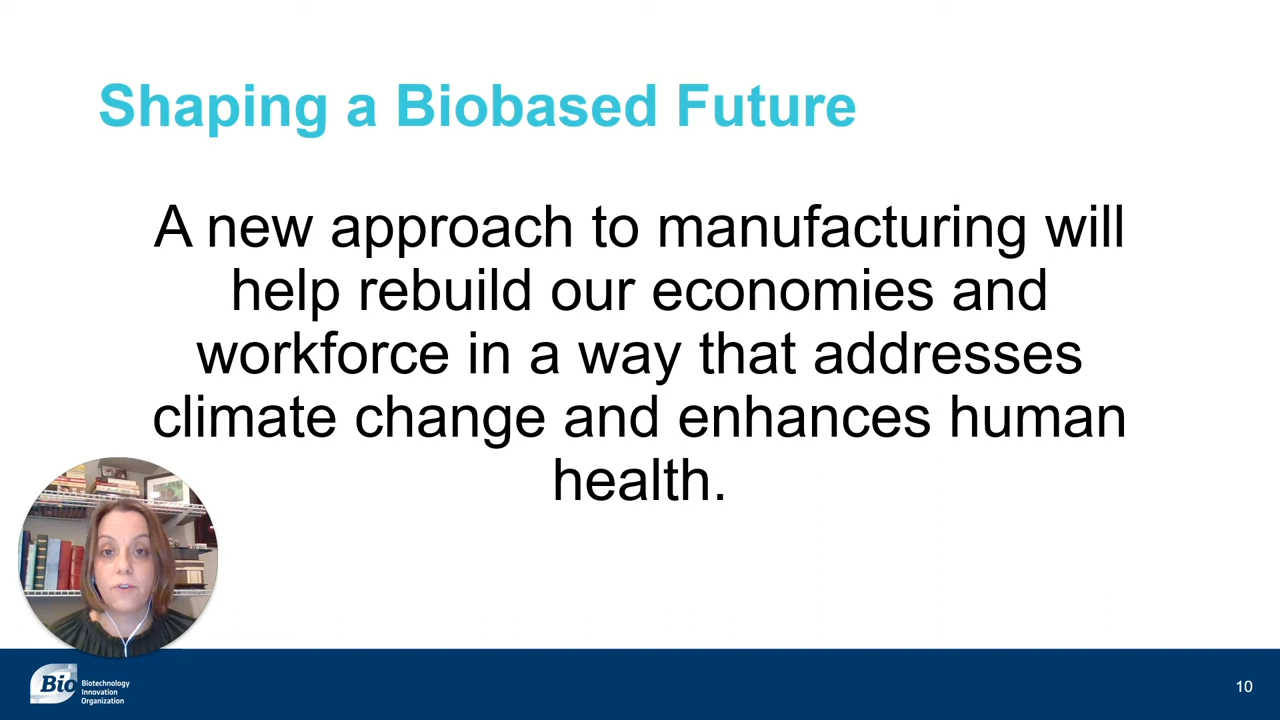 Shaping a Biobased Future
A new approach to manufacturing will
help rebuild our economies and
workforce in a way that addresses
climate change and enhances human
health.
Bio
Biotechnology
Innovation
Organization
10